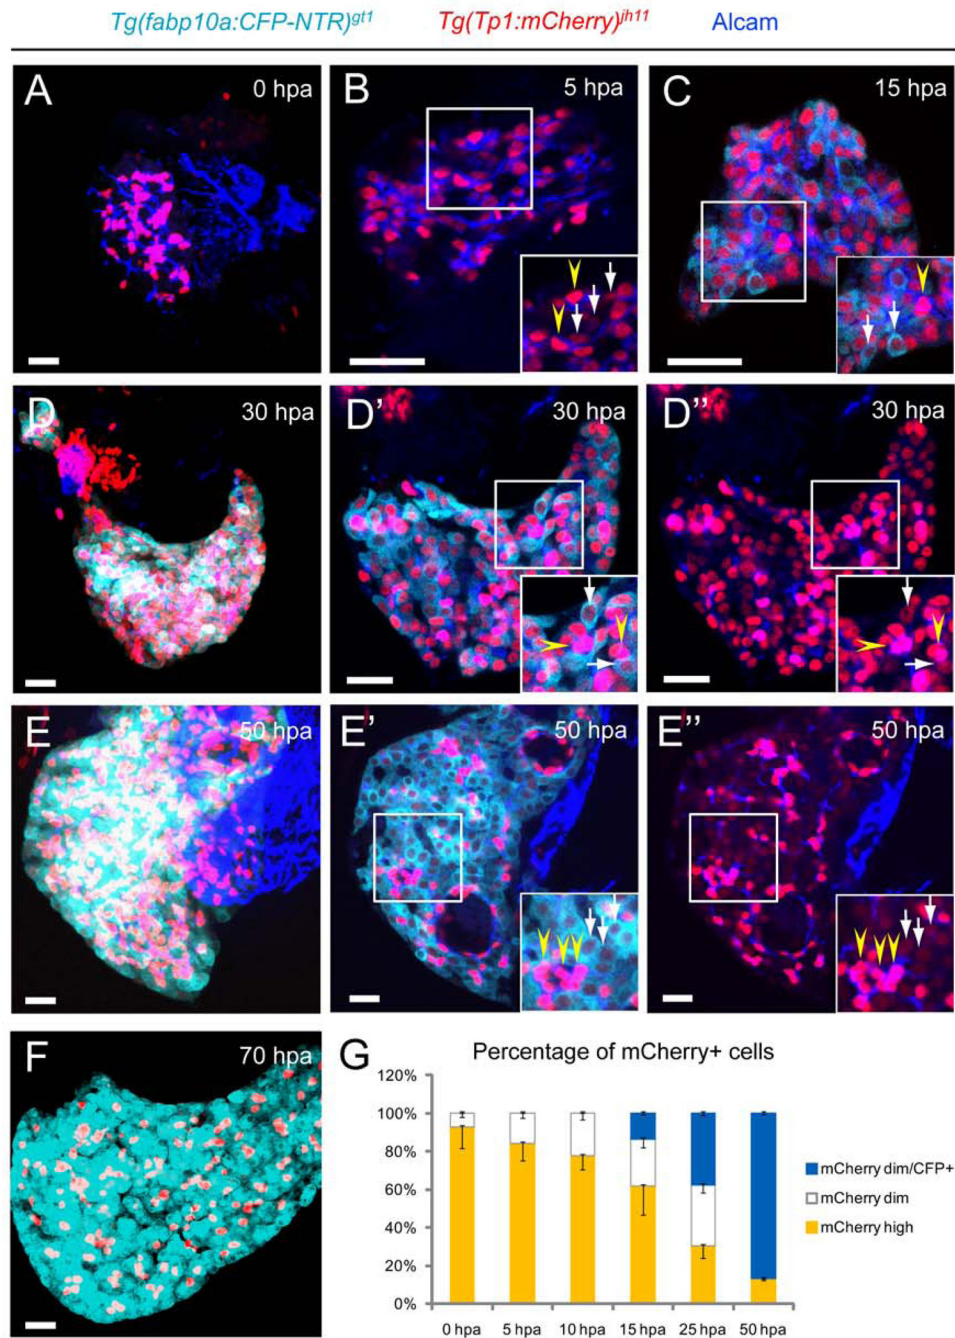 Tg(fabp10a:CFP-NTR)gt1 Tg(Tp1:mCherry)jh11 Alcam
A 0 hpa B 5 hpa C 15 hpa
D 30 hpa D' 30 hpa D" 30 hpa
E 50 hpa E' 50 hpa E" 50 hpa
F 70 hpa G Percentage of mCherry+ cells
120%
100%
80%
60%
40%
20%
0%
mCherry dim/CFP+
mCherry dim
mCherry high
0 hpa 5 hpa 10 hpa 15 hpa 25 hpa 50 hpa